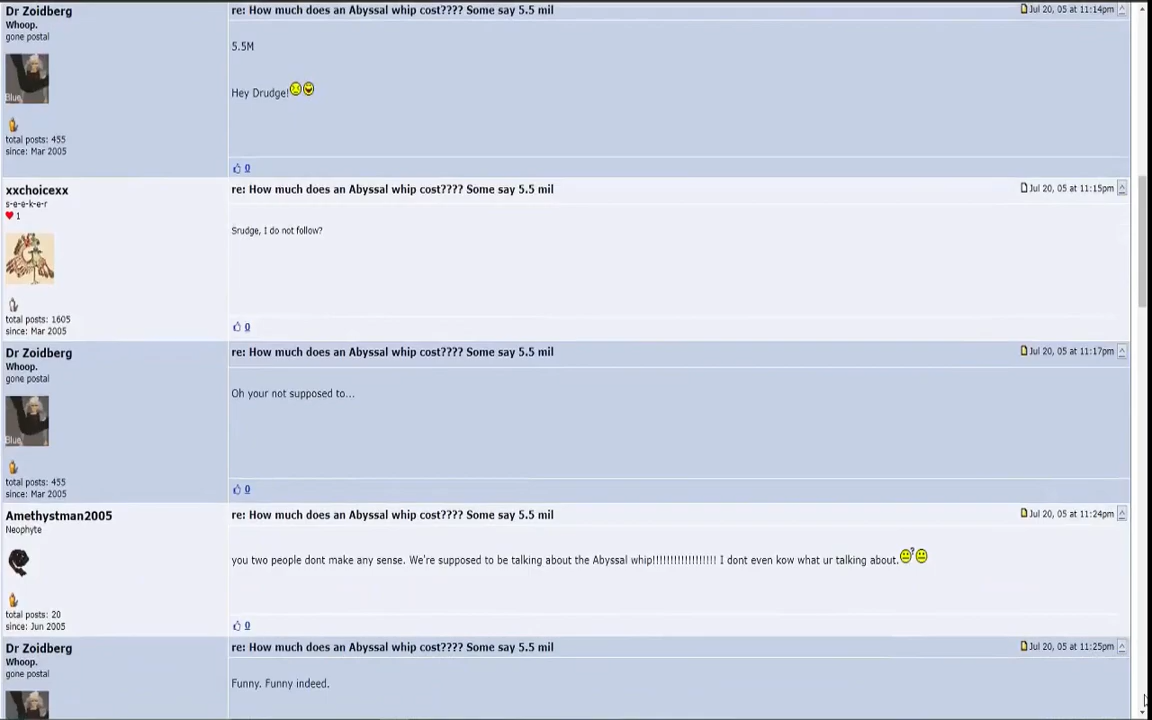 Dr Zoidberg
Whoop.
gone postal
Blue
total posts: 455
since: Mar 2005
re: How much does an Abyssal whip cost???? Some say 5.5 mil
Jul 20, 05 at 11:14pm
5.5M
Hey Drudge!
0
xxchoicexx
s-e-e-k-e-r
1
total posts: 1605
since: Mar 2005
re: How much does an Abyssal whip cost???? Some say 5.5 mil
Jul 20, 05 at 11:15pm
Srudge, I do not follow?
0
Dr Zoidberg
Whoop.
gone postal
Blue
total posts: 455
since: Mar 2005
re: How much does an Abyssal whip cost???? Some say 5.5 mil
Jul 20, 05 at 11:17pm
Oh your not supposed to...
0
Amethystman2005
Neophyte
total posts: 20
since: Jun 2005
re: How much does an Abyssal whip cost???? Some say 5.5 mil
Jul 20, 05 at 11:24pm
you two people dont make any sense. We're supposed to be talking about the Abyssal whip!!!!!!!!!!!!!!!!!! I dont even kow what ur talking about.
0
Dr Zoidberg
Whoop.
gone postal
re: How much does an Abyssal whip cost???? Some say 5.5 mil
Jul 20, 05 at 11:25pm
Funny. Funny indeed.